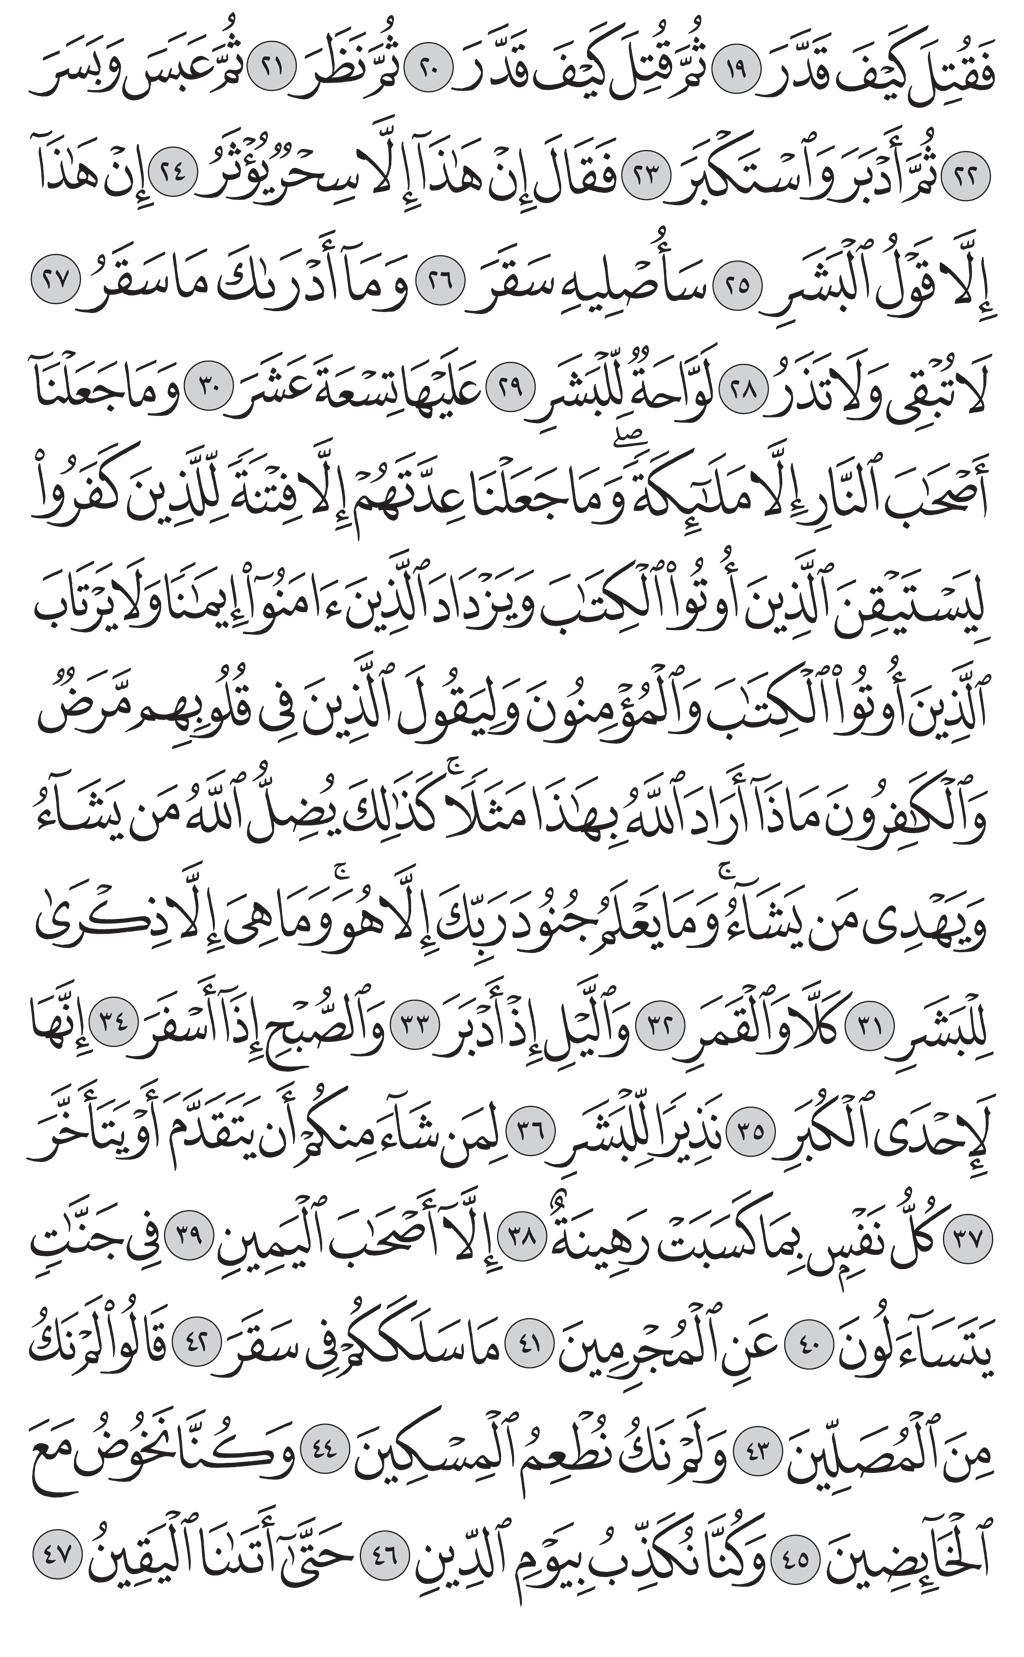 فَقُتِلَ كَيْفَ قَدَّرَ ١٩ ثُمَّ قُتِلَ كَيْفَ قَدَّرَ ٢٠ ثُمَّ نَظَرَ ٢١ ثُمَّ عَبَسَ وَبَسَرَ
٢٢ ثُمَّ أَدْبَرَ وَٱسْتَكْبَرَ ٢٣ فَقَالَ إِنْ هَٰذَآ إِلَّا سِحْرٌ يُؤْثَرُ ٢٤ إِنْ هَٰذَآ
إِلَّا قَوْلُ ٱلْبَشَرِ ٢٥ سَأُصْلِيهِ سَقَرَ ٢٦ وَمَآ أَدْرَىٰكَ مَا سَقَرُ ٢٧
لَا تُبْقِى وَلَا تَذَرُ ٢٨ لَوَّاحَةٌ لِّلْبَشَرِ ٢٩ عَلَيْهَا تِسْعَةَ عَشَرَ ٣٠ وَمَا جَعَلْنَآ
أَصْحَٰبَ ٱلنَّارِ إِلَّا مَلَٰٓئِكَةً ۖ وَمَا جَعَلْنَا عِدَّتَهُمْ إِلَّا فِتْنَةً لِّلَّذِينَ كَفَرُوا۟
لِيَسْتَيْقِنَ ٱلَّذِينَ أُوتُوا۟ ٱلْكِتَٰبَ وَيَزْدَادَ ٱلَّذِينَ ءَامَنُوٓا۟ إِيمَٰنًا وَلَا يَرْتَابَ
ٱلَّذِينَ أُوتُوا۟ ٱلْكِتَٰبَ وَٱلْمُؤْمِنُونَ وَلِيَقُولَ ٱلَّذِينَ فِى قُلُوبِهِم مَّرَضٌ
وَٱلْكَٰفِرُونَ مَاذَآ أَرَادَ ٱللَّهُ بِهَٰذَا مَثَلًا ۚ كَذَٰلِكَ يُضِلُّ ٱللَّهُ مَن يَشَآءُ
وَيَهْدِى مَن يَشَآءُ ۚ وَمَا يَعْلَمُ جُنُودَ رَبِّكَ إِلَّا هُوَ ۚ وَمَا هِىَ إِلَّا ذِكْرَىٰ
لِلْبَشَرِ ٣١ كَلَّا وَٱلْقَمَرِ ٣٢ وَٱلَّيْلِ إِذْ أَدْبَرَ ٣٣ وَٱلصُّبْحِ إِذَآ أَسْفَرَ ٣٤ إِنَّهَا
لَإِحْدَى ٱلْكُبَرِ ٣٥ نَذِيرًا لِّلْبَشَرِ ٣٦ لِمَن شَآءَ مِنكُمْ أَن يَتَقَدَّمَ أَوْ يَتَأَخَّرَ
٣٧ كُلُّ نَفْسٍۭ بِمَا كَسَبَتْ رَهِينَةٌ ٣٨ إِلَّآ أَصْحَٰبَ ٱلْيَمِينِ ٣٩ فِى جَنَّٰتٍ
يَتَسَآءَلُونَ ٤٠ عَنِ ٱلْمُجْرِمِينَ ٤١ مَا سَلَكَكُمْ فِى سَقَرَ ٤٢ قَالُوا۟ لَمْ نَكُ
مِنَ ٱلْمُصَلِّينَ ٤٣ وَلَمْ نَكُ نُطْعِمُ ٱلْمِسْكِينَ ٤٤ وَكُنَّا نَخُوضُ مَعَ
ٱلْخَآئِضِينَ ٤٥ وَكُنَّا نُكَذِّبُ بِيَوْمِ ٱلدِّينِ ٤٦ حَتَّىٰٓ أَتَىٰنَا ٱلْيَقِينُ ٤٧